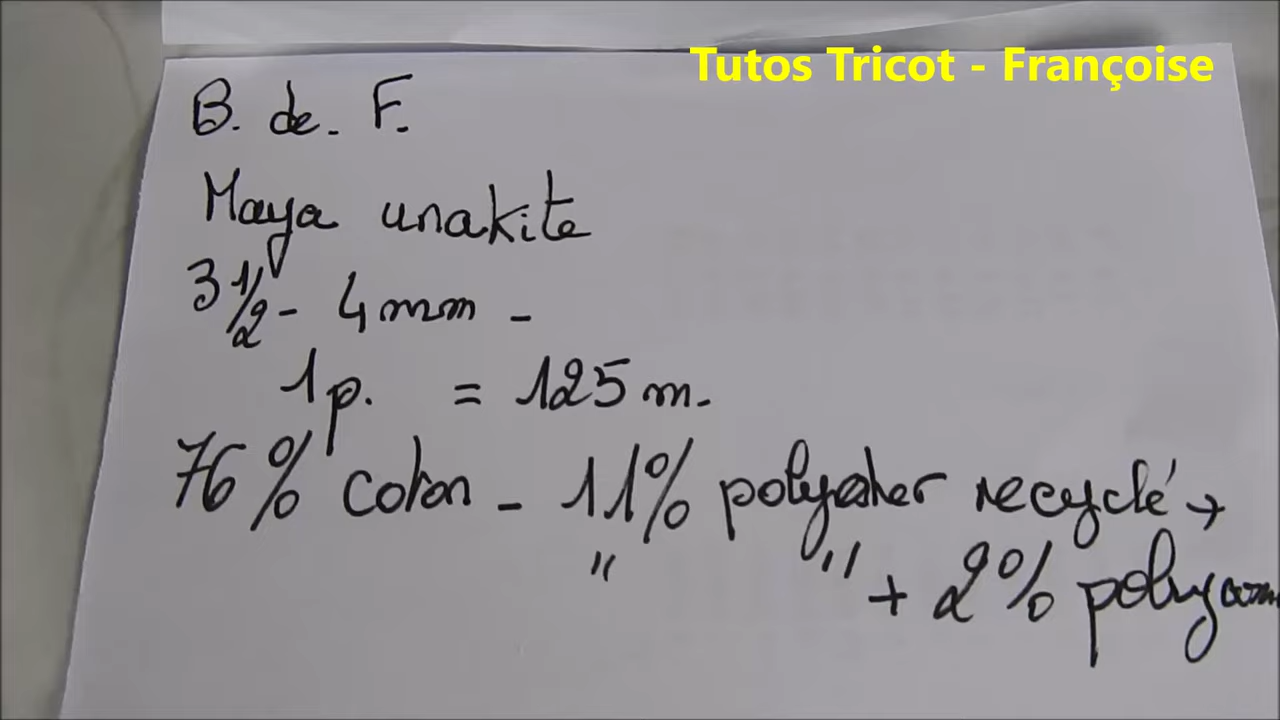 Tutos Tricot - Françoise
B. de. F.
Maya unakite
3 1/2 - 4 mm -
1 p. = 125 m.
76 % coton - 11 % polyester recyclé +
" " + 2 % polyam